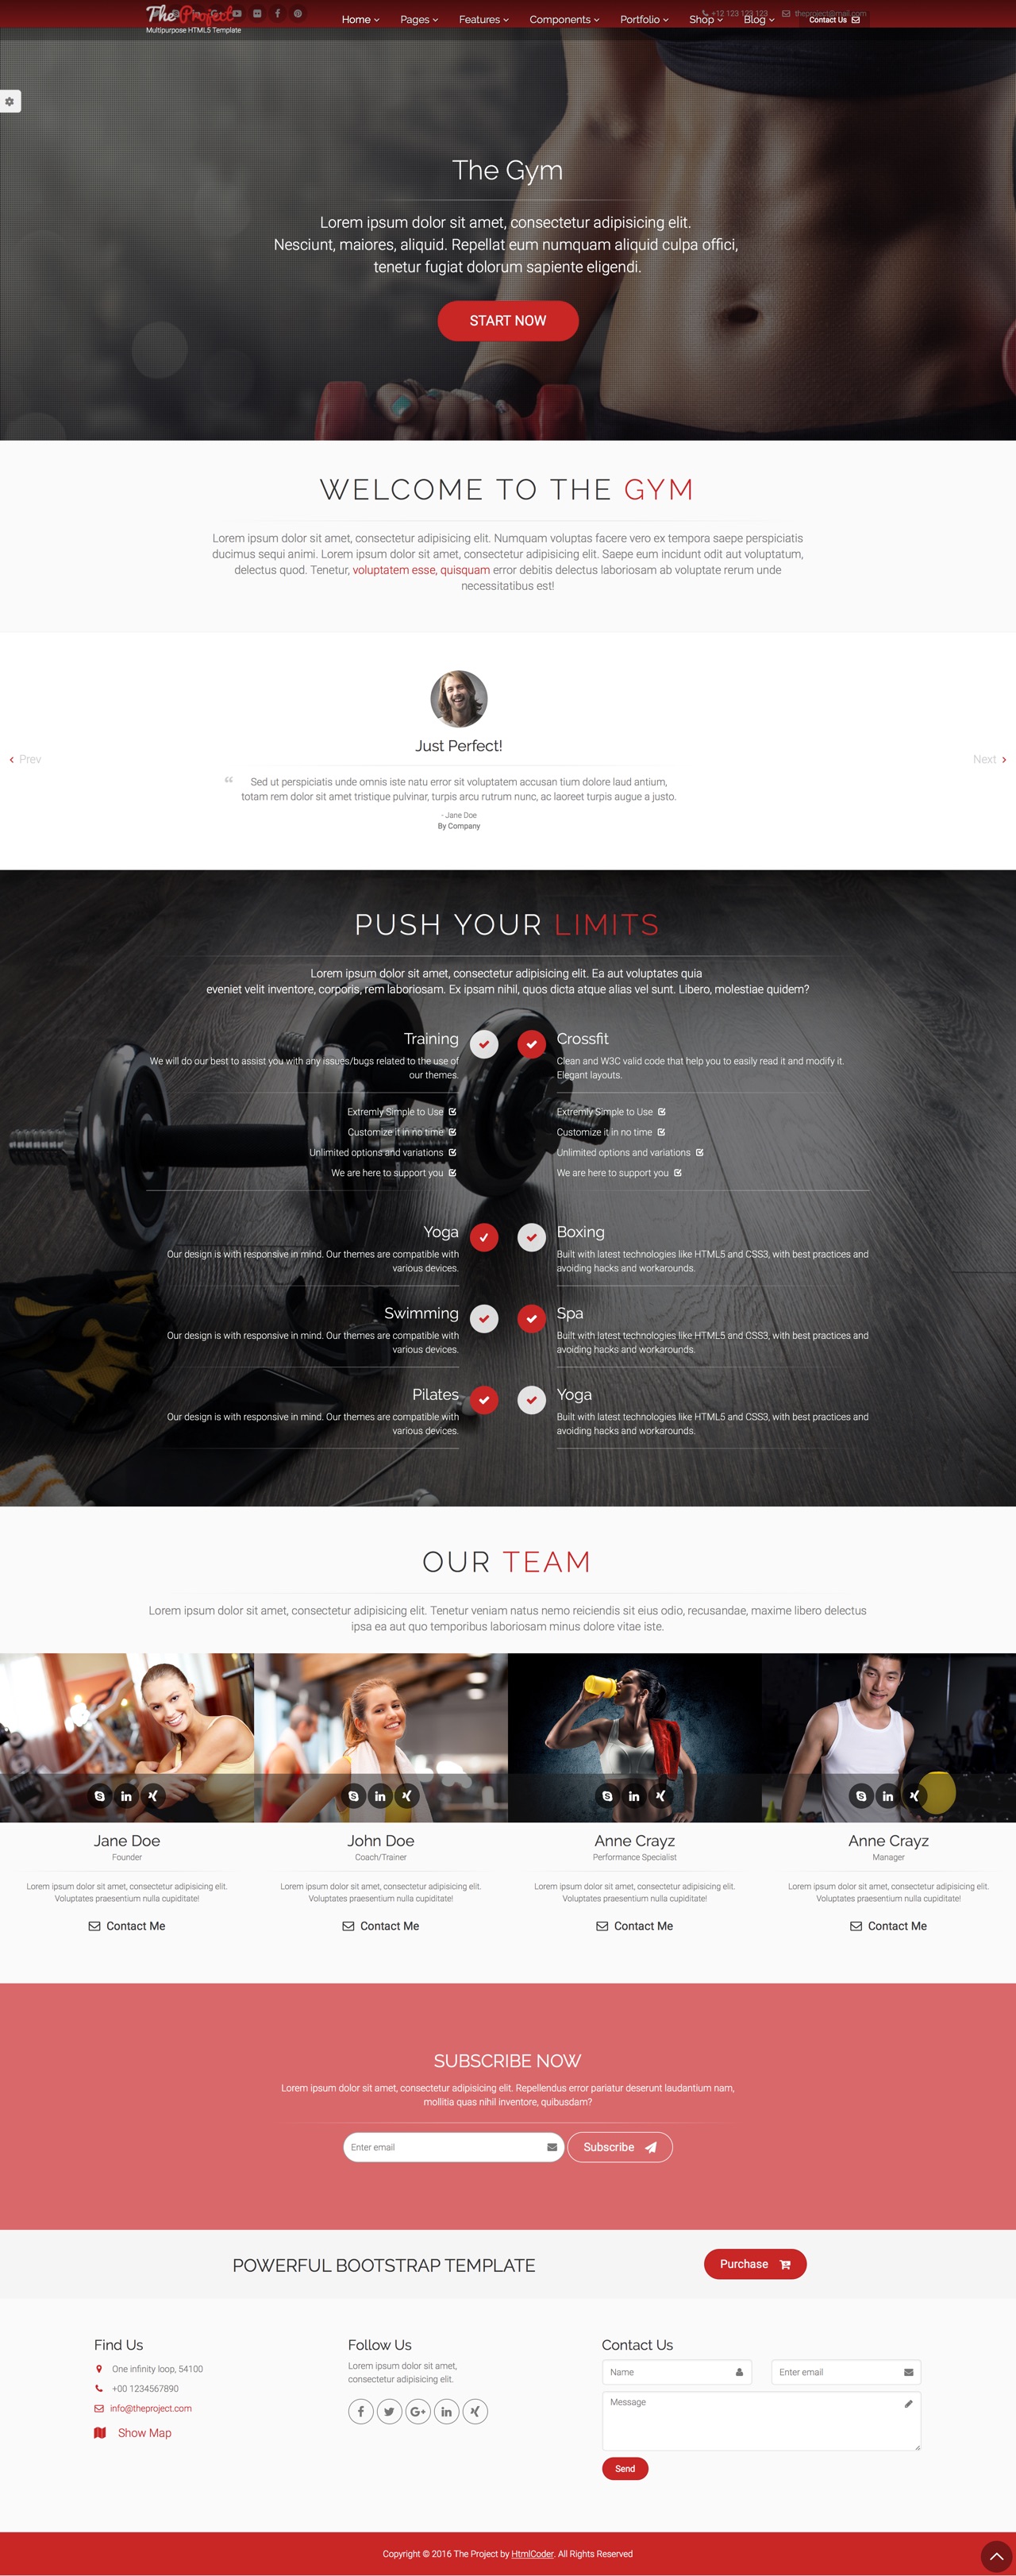 The Project
Multipurpose HTML5 Template
+12 123 123 123
theproject@mail.com
Home
Pages
Features
Components
Portfolio
Shop
Blog
Contact Us
The Gym
Lorem ipsum dolor sit amet, consectetur adipisicing elit.
Nesciunt, maiores, aliquid. Repellat eum numquam aliquid culpa offici,
tenetur fugiat dolorum sapiente eligendi.
START NOW
WELCOME TO THE GYM
Lorem ipsum dolor sit amet, consectetur adipisicing elit. Numquam voluptas facere vero ex tempora saepe perspiciatis
ducimus sequi animi. Lorem ipsum dolor sit amet, consectetur adipisicing elit. Saepe eum incidunt odit aut voluptatum,
delectus quod. Tenetur, voluptatem esse, quisquam error debitis delectus laboriosam ab voluptate rerum unde
necessitatibus est!
Just Perfect!
Prev
Next
“ Sed ut perspiciatis unde omnis iste natu error sit voluptatem accusan tium dolore laud antium,
totam rem dolor sit amet tristique pulvinar, turpis arcu rutrum nunc, ac laoreet turpis augue a justo.
- Jane Doe
By Company
PUSH YOUR LIMITS
Lorem ipsum dolor sit amet, consectetur adipisicing elit. Ea aut voluptates quia
eveniet velit inventore, corporis, rem laboriosam. Ex ipsam nihil, quos dicta atque alias vel sunt. Libero, molestiae quidem?
Training
We will do our best to assist you with any issues/bugs related to the use of
our themes.
Extremly Simple to Use
Customize it in no time
Unlimited options and variations
We are here to support you
Crossfit
Clean and W3C valid code that help you to easily read it and modify it.
Elegant layouts.
Extremly Simple to Use
Customize it in no time
Unlimited options and variations
We are here to support you
Yoga
Our design is with responsive in mind. Our themes are compatible with
various devices.
Boxing
Built with latest technologies like HTML5 and CSS3, with best practices and
avoiding hacks and workarounds.
Swimming
Our design is with responsive in mind. Our themes are compatible with
various devices.
Spa
Built with latest technologies like HTML5 and CSS3, with best practices and
avoiding hacks and workarounds.
Pilates
Our design is with responsive in mind. Our themes are compatible with
various devices.
Yoga
Built with latest technologies like HTML5 and CSS3, with best practices and
avoiding hacks and workarounds.
OUR TEAM
Lorem ipsum dolor sit amet, consectetur adipisicing elit. Tenetur veniam natus nemo reiciendis sit eius odio, recusandae, maxime libero delectus
ipsa ea aut quo temporibus laboriosam minus dolore vitae iste.
Jane Doe
Founder
Lorem ipsum dolor sit amet, consectetur adipisicing elit.
Voluptates praesentium nulla cupiditate!
Contact Me
John Doe
Coach/Trainer
Lorem ipsum dolor sit amet, consectetur adipisicing elit.
Voluptates praesentium nulla cupiditate!
Contact Me
Anne Crayz
Performance Specialist
Lorem ipsum dolor sit amet, consectetur adipisicing elit.
Voluptates praesentium nulla cupiditate!
Contact Me
Anne Crayz
Manager
Lorem ipsum dolor sit amet, consectetur adipisicing elit.
Voluptates praesentium nulla cupiditate!
Contact Me
SUBSCRIBE NOW
Lorem ipsum dolor sit amet, consectetur adipisicing elit. Repellendus error pariatur deserunt laudantium nam,
mollitia quas nihil inventore, quibusdam?
Enter email
Subscribe
POWERFUL BOOTSTRAP TEMPLATE
Purchase
Find Us
One infinity loop, 54100
+00 1234567890
info@theproject.com
Show Map
Follow Us
Lorem ipsum dolor sit amet,
consectetur adipisicing elit.
Contact Us
Name
Enter email
Message
Send
Copyright © 2016 The Project by HtmlCoder. All Rights Reserved